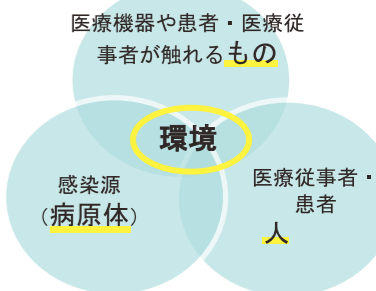 医療機器や患者・医療従
事者が触れるもの
環境
感染源
（病原体）
医療従事者・
患者
人